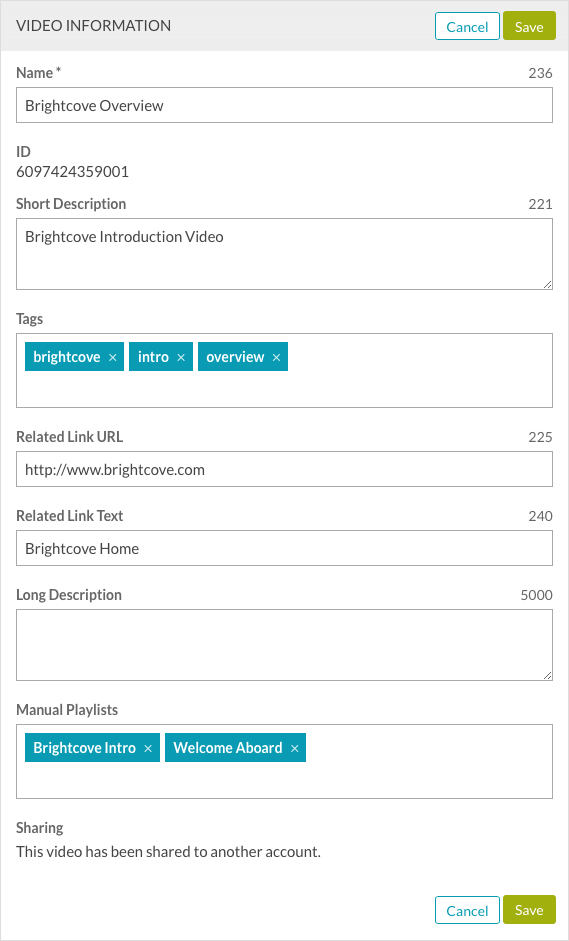 VIDEO INFORMATION Cancel Save
Name * 236
Brightcove Overview
ID
6097424359001
Short Description 221
Brightcove Introduction Video
Tags
brightcove × intro × overview ×
Related Link URL 225
http://www.brightcove.com
Related Link Text 240
Brightcove Home
Long Description 5000
Manual Playlists
Brightcove Intro × Welcome Aboard ×
Sharing
This video has been shared to another account.
Cancel Save